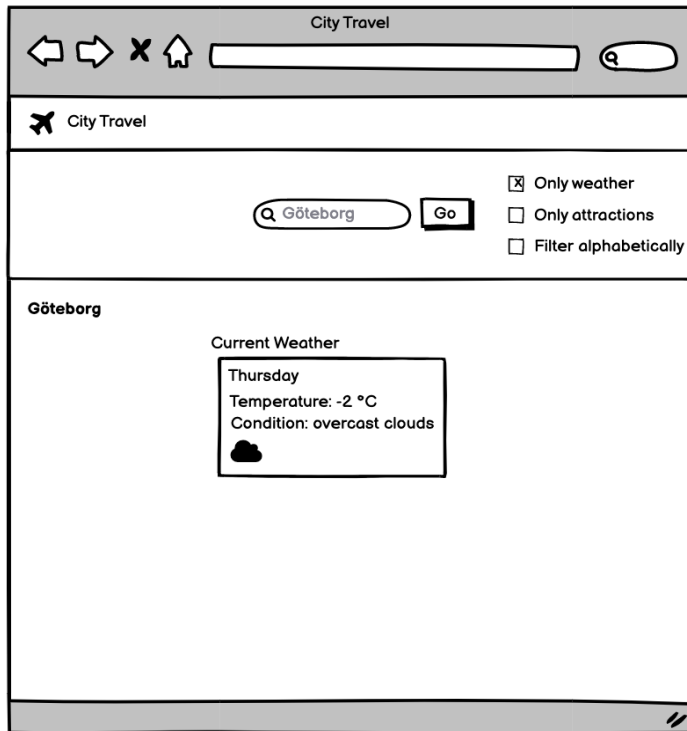 City Travel
City Travel
Only weather
Göteborg
Go
Only attractions
Filter alphabetically
Göteborg
Current Weather
Thursday
Temperature: -2 °C
Condition: overcast clouds